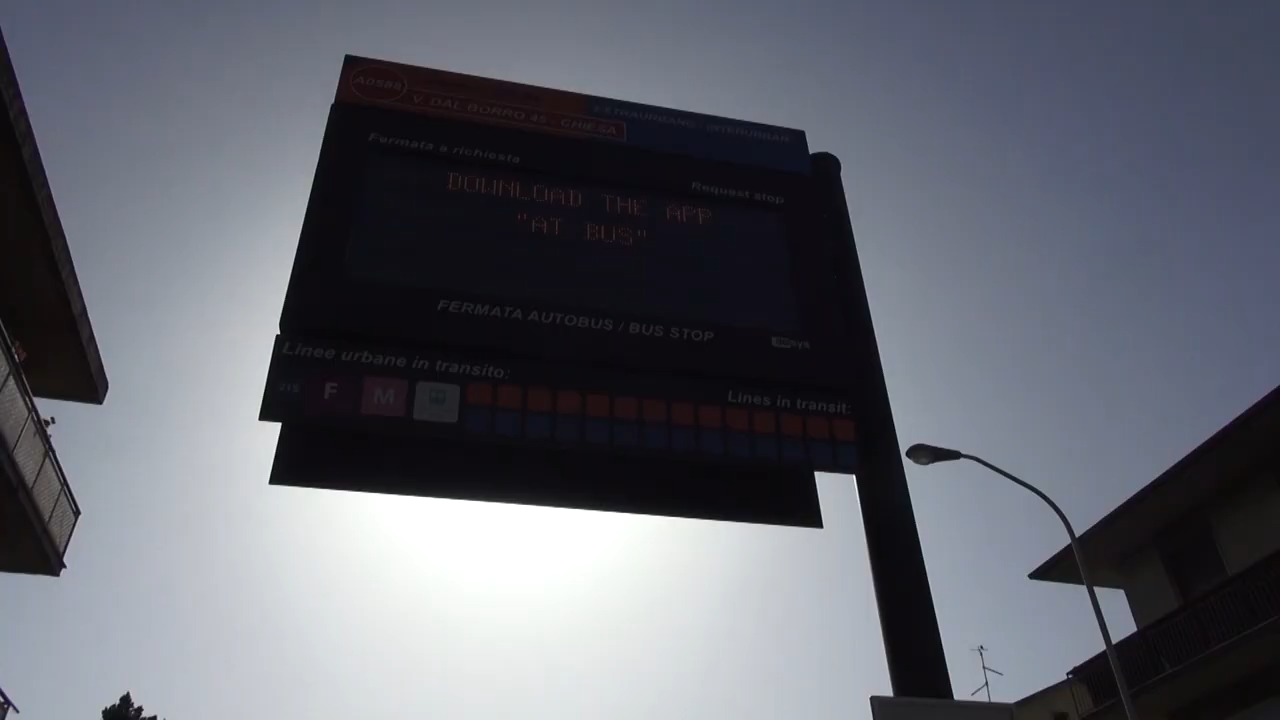 A0588
V. DAL BORRO 45 - CHIESA
EXTRAURBANO - INTERURBAN
Fermata a richiesta
Request stop
DOWNLOAD THE APP
"AT BUS"
FERMATA AUTOBUS / BUS STOP
Linee urbane in transito:
Lines in transit:
F
M